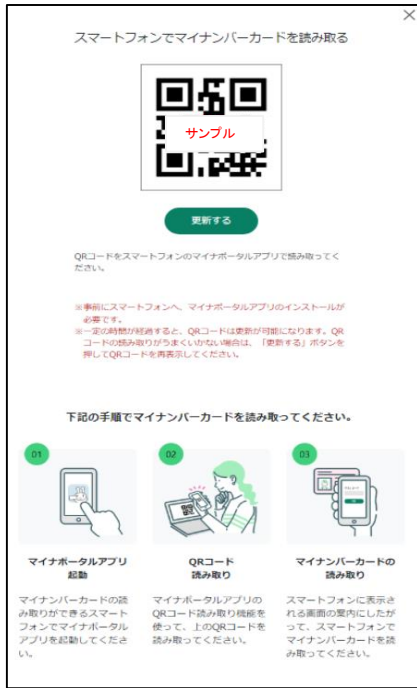 スマートフォンでマイナンバーカードを読み取る
サンプル
更新する
QRコードをスマートフォンのマイナポータルアプリで読み取ってく
ださい。
※事前にスマートフォンへ、マイナポータルアプリのインストールが
必要です。
※一定の時間が経過すると、QRコードは更新が可能になります。QR
コードの読み取りがうまくいかない場合は、「更新する」ボタンを
押してQRコードを再表示してください。
下記の手順でマイナンバーカードを読み取ってください。
01
02
03
マイナポータルアプリ
起動
マイナンバーカードの読
み取りができるスマート
フォンでマイナポータル
アプリを起動してくださ
い。
QRコード
読み取り
マイナポータルアプリの
QRコード読み取り機能を
使って、上のQRコードを
読み取ってください。
マイナンバーカードの
読み取り
スマートフォンに表示さ
れる画面の案内にしたが
って、スマートフォンで
マイナンバーカードを読
み取ってください。